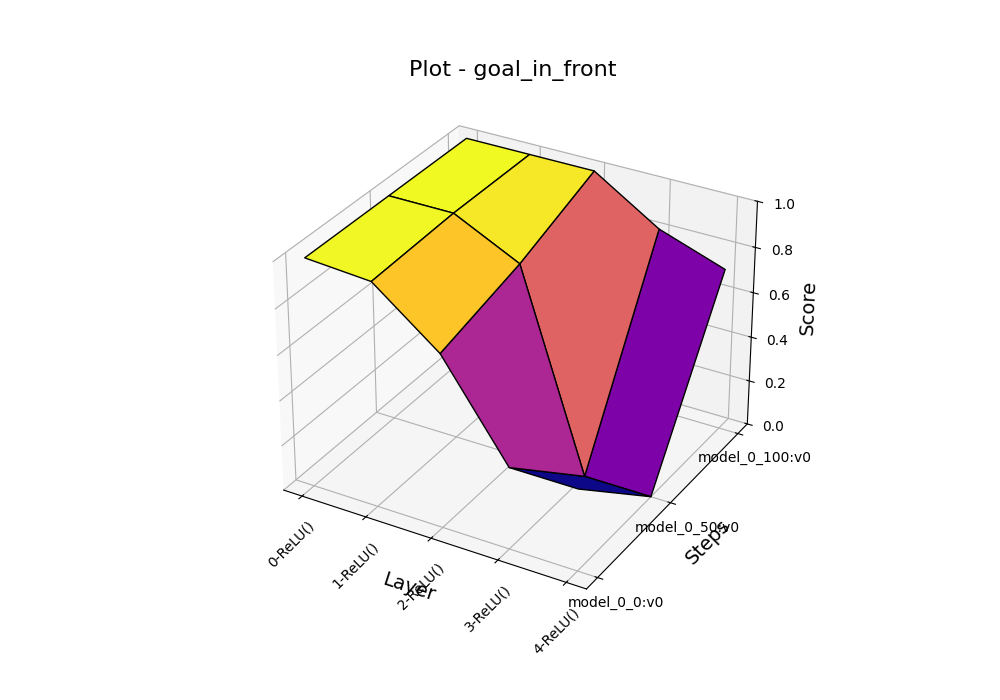 Plot - goal_in_front
1.0
0.8
0.6
0.4
0.2
0.0
Score
model_0_100:v0
model_0_50:v0
model_0_0:v0
Steps
0-ReLU()
1-ReLU()
2-ReLU()
3-ReLU()
4-ReLU()
Layer